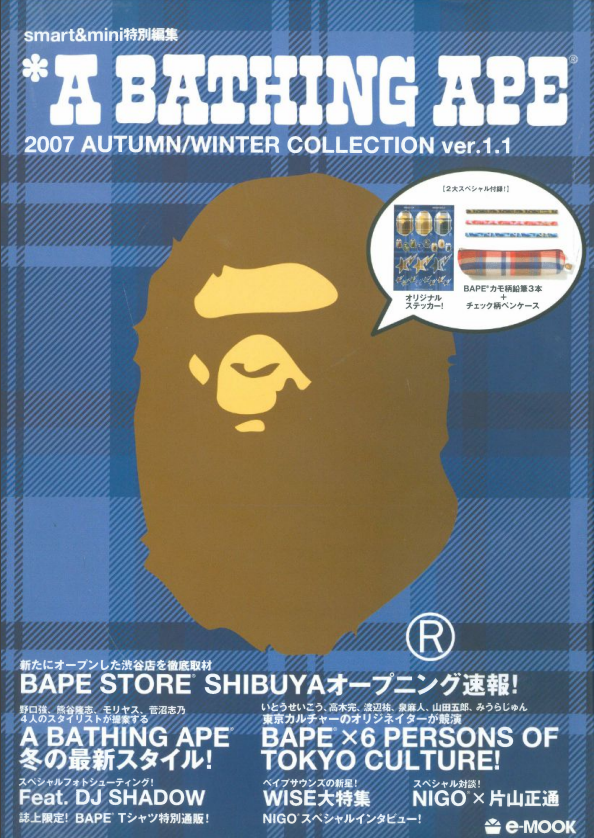 smart&mini特別編集
*A BATHING APE®
2007 AUTUMN/WINTER COLLECTION ver.1.1
[2大スペシャル付録!]
オリジナル
ステッカー!
BAPE®カモ柄鉛筆3本
+
チェック柄ペンケース
®
新たにオープンした渋谷店を徹底取材
BAPE STORE® SHIBUYAオープニング速報!
野口強、熊谷隆志、モリヤス、菅沼志乃
4人のスタイリストが提案する
A BATHING APE®
冬の最新スタイル!
いとうせいこう、高木完、渡辺祐、泉麻人、山田五郎、みうらじゅん
東京カルチャーのオリジネイターが競演
BAPE®×6 PERSONS OF
TOKYO CULTURE!
スペシャルフォトシューティング!
Feat. DJ SHADOW
誌上限定! BAPE® Tシャツ特別通販!
ベイプサウンズの新星!
WISE大特集
NIGO®スペシャルインタビュー!
スペシャル対談!
NIGO®×片山正通
e-MOOK